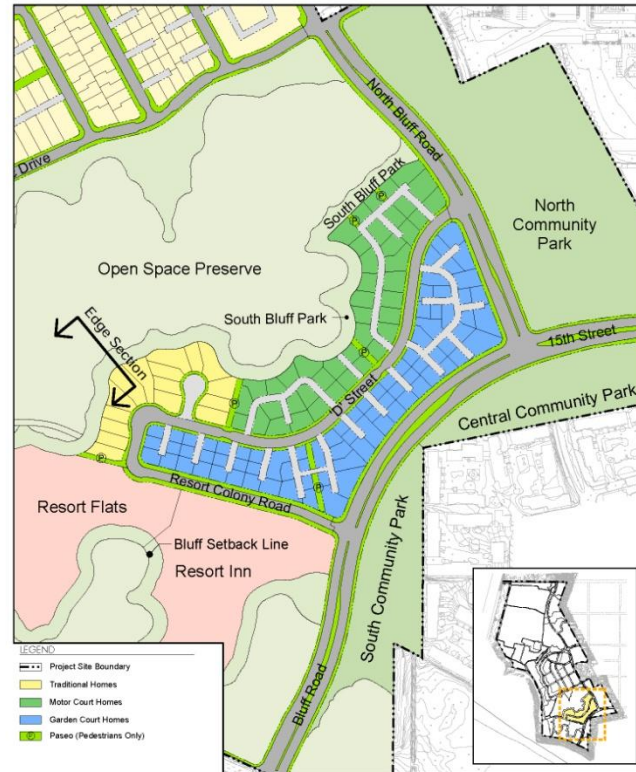 North Bluff Road
Drive
South Bluff Park
North
Community
Park
Open Space Preserve
Edge Section
South Bluff Park
15th Street
'D' Street
Central Community Park
P
P
P
P
P
P
Resort Colony Road
Resort Flats
Bluff Setback Line
Resort Inn
South Community Park
Bluff Road
LEGEND
Project Site Boundary
Traditional Homes
Motor Court Homes
Garden Court Homes
P Paseo (Pedestrians Only)